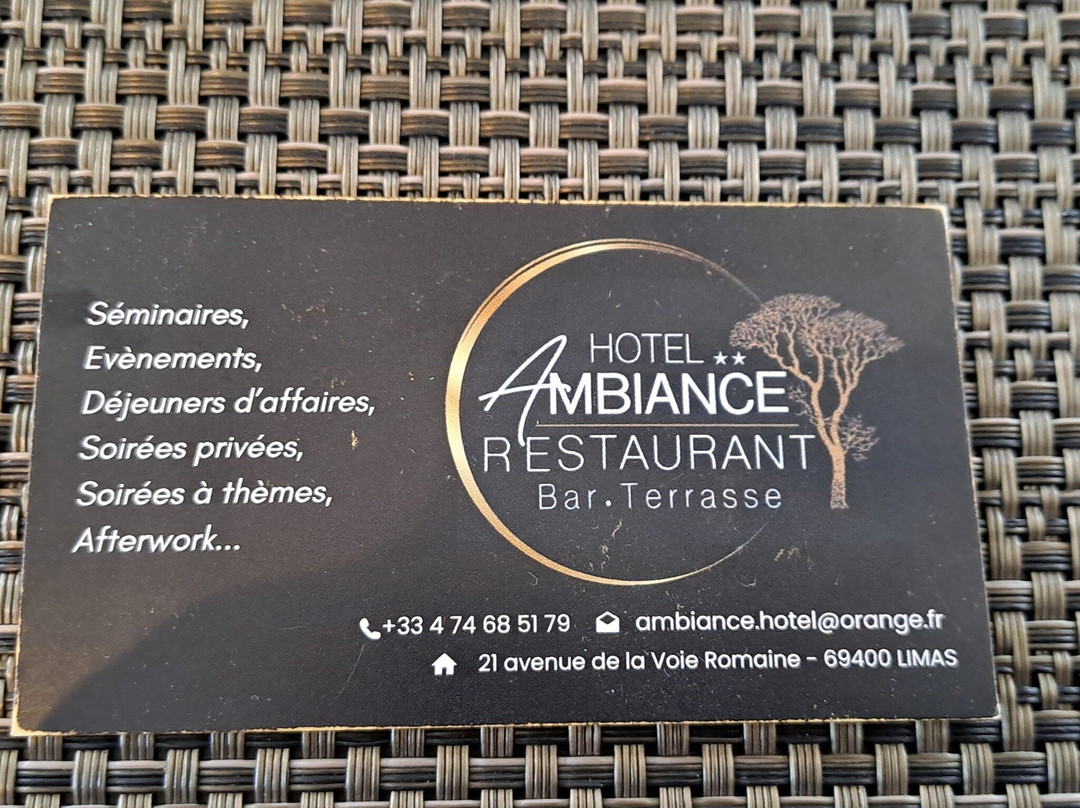 Séminaires,
Evènements,
Déjeuners d'affaires,
Soirées privées,
Soirées à thèmes,
Afterwork...
HOTEL **
AMBIANCE
RESTAURANT
Bar.Terrasse
+33 4 74 68 51 79 ambiance.hotel@orange.fr
21 avenue de la Voie Romaine - 69400 LIMAS